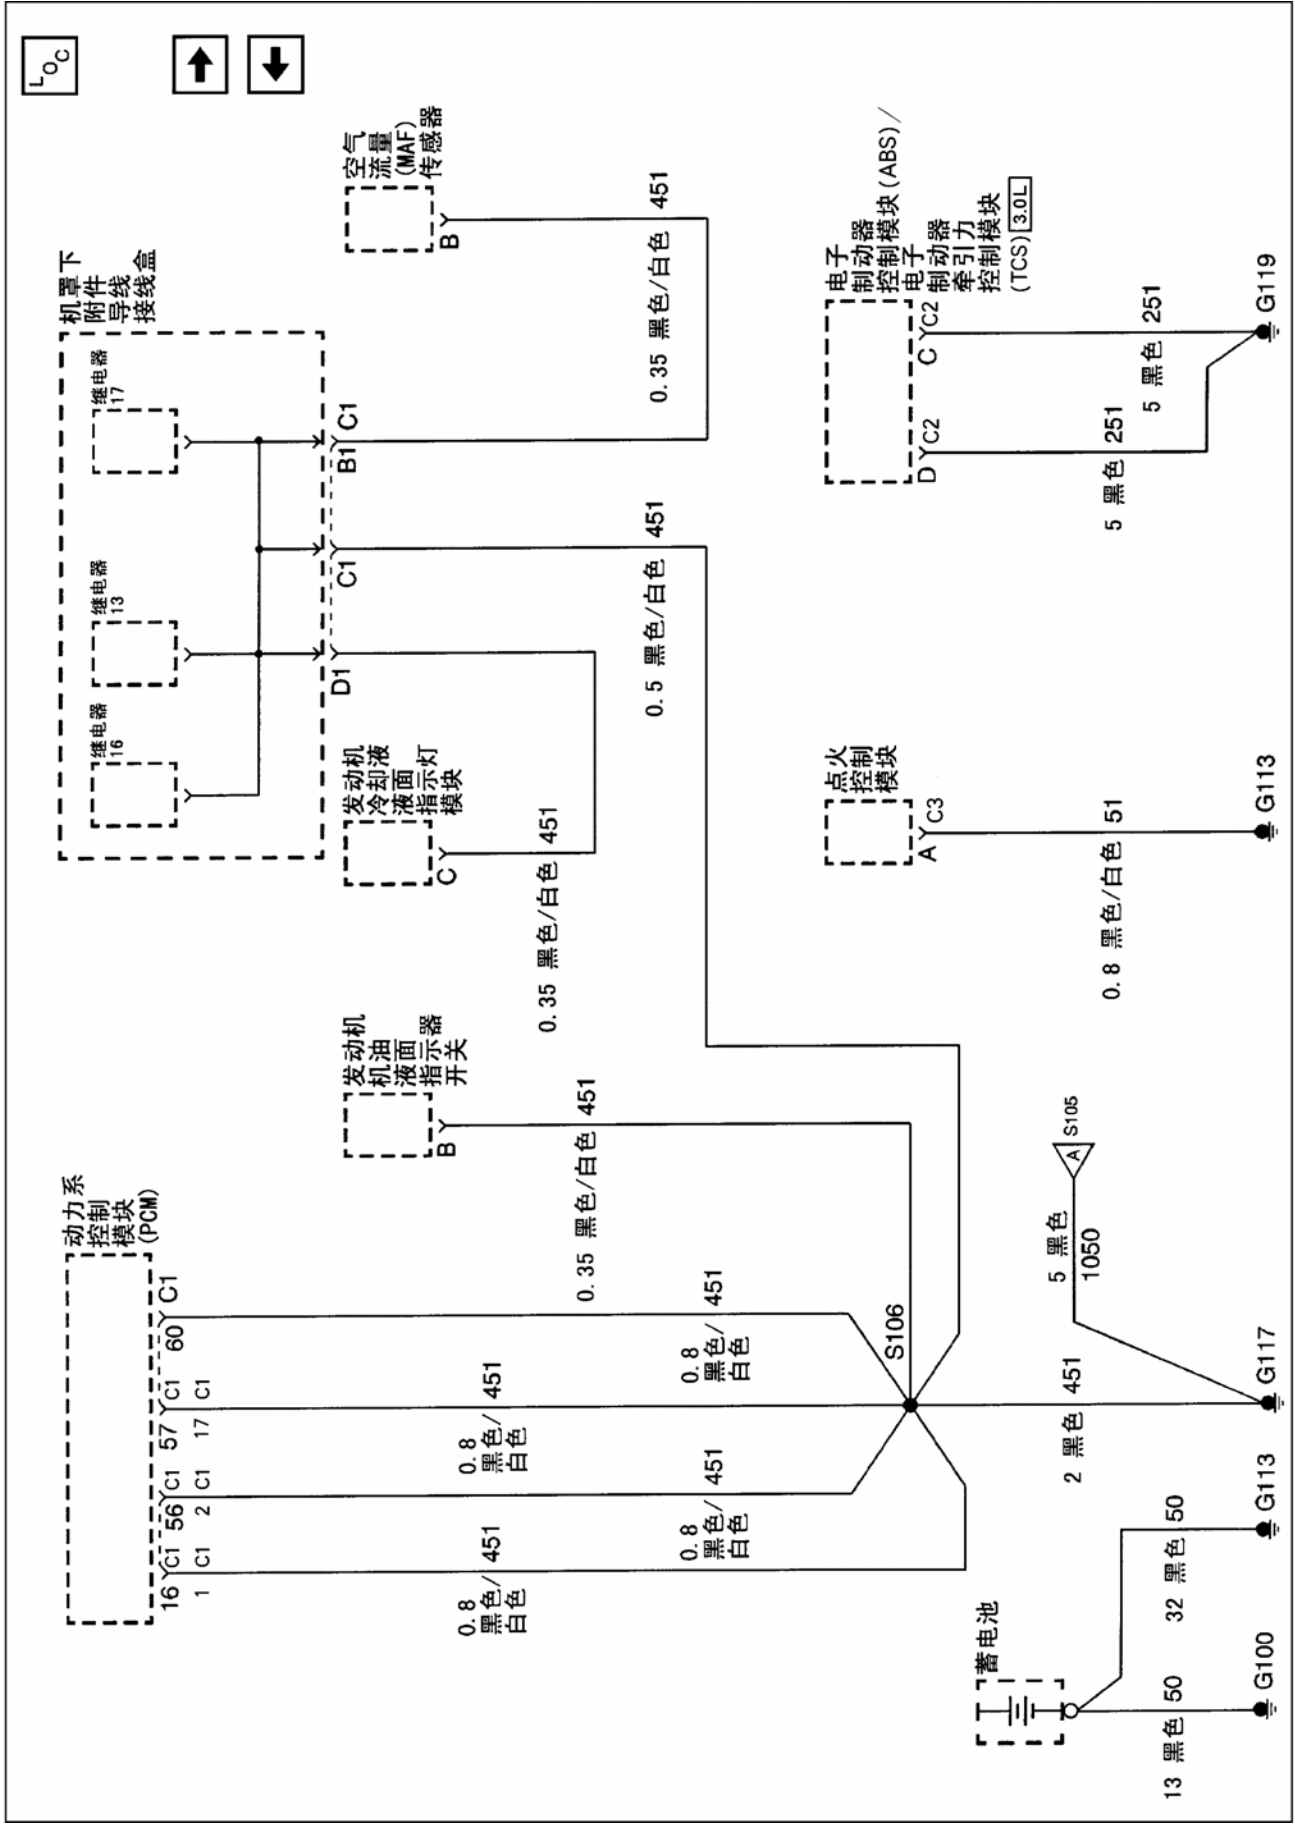 LOC
动力系
控制
模块
(PCM)
16
C1
56
C1
57
C1
60
C1
1
C1
2
C1
17
C1
0.8
黑色/
白色
451
0.8
黑色/
白色
451
0.8
黑色/
白色
451
0.8
黑色/
白色
451
发动机
机油
液面
指示器
开关
B
0.35 黑色/白色 451
发动机
冷却液
液面
指示灯
模块
C
0.35 黑色/白色 451
机罩下
附件
导线
接线盒
继电器
16
继电器
13
继电器
17
D1
C1
B1
C1
0.5 黑色/白色 451
空气
流量
(MAF)
传感器
B
0.35 黑色/白色 451
S106
2 黑色 451
5 黑色
1050
A
S105
G117
蓄电池
13 黑色 50
G100
32 黑色 50
G113
点火
控制
模块
A
C3
0.8 黑色/白色 51
G113
电子
制动器
控制模块(ABS)/
电子
制动器
牵引力
控制模块
(TCS) 3.0L
D
C2
C
C2
5 黑色 251
5 黑色 251
G119